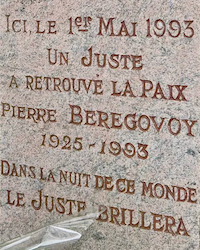 ICI, LE 1er MAI 1993
UN JUSTE
A RETROUVÉ LA PAIX
PIERRE BEREGOVOY
1925-1993
DANS LA NUIT DE CE MONDE
LE JUSTE BRILLERA